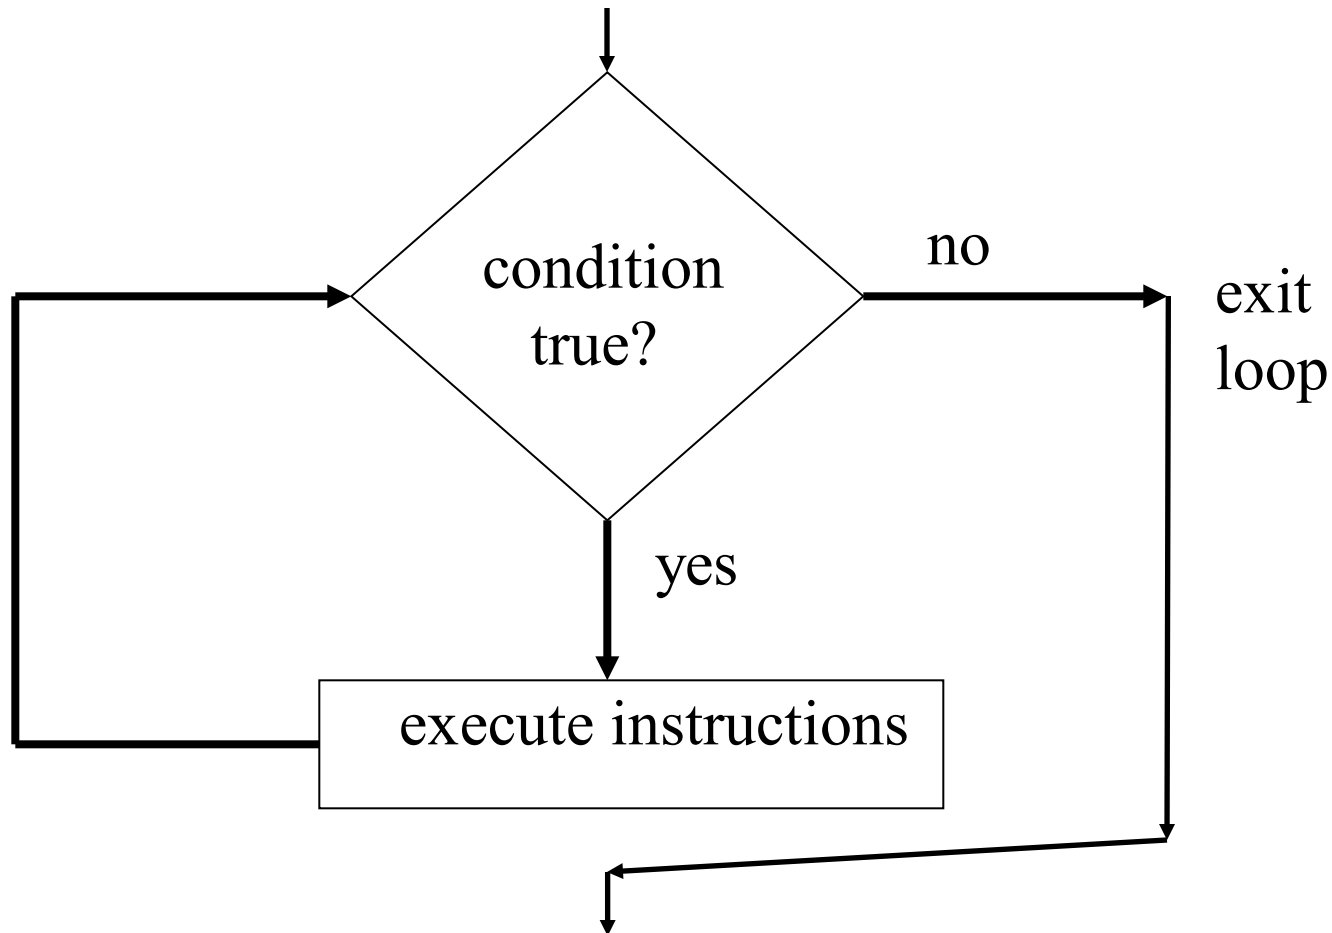 condition
true?
no
exit
loop
yes
execute instructions